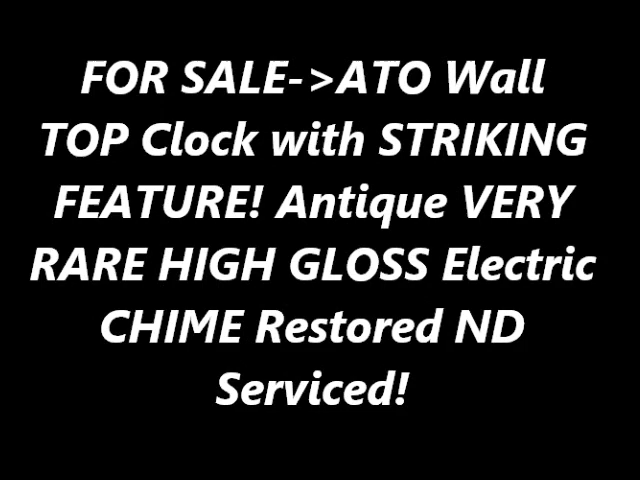 FOR SALE->ATO Wall
TOP Clock with STRIKING
FEATURE! Antique VERY
RARE HIGH GLOSS Electric
CHIME Restored ND
Serviced!